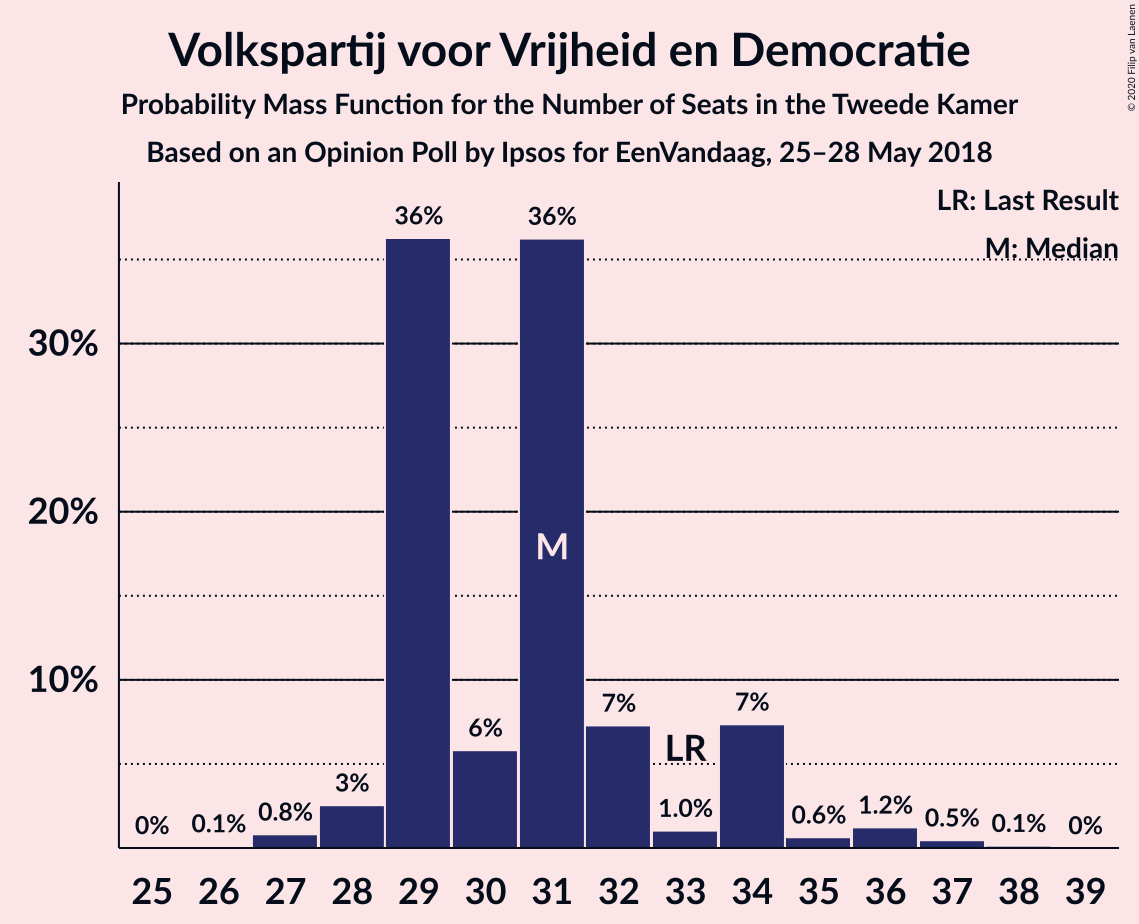 Volkspartij voor Vrijheid en Democratie
Probability Mass Function for the Number of Seats in the Tweede Kamer
Based on an Opinion Poll by Ipsos for EenVandaag, 25–28 May 2018
© 2020 Filip van Laenen
LR: Last Result
M: Median
30%
20%
10%
0%
0.1%
0.8%
3%
36%
6%
36%
7%
1.0%
7%
0.6%
1.2%
0.5%
0.1%
0%
M
LR
25 26 27 28 29 30 31 32 33 34 35 36 37 38 39